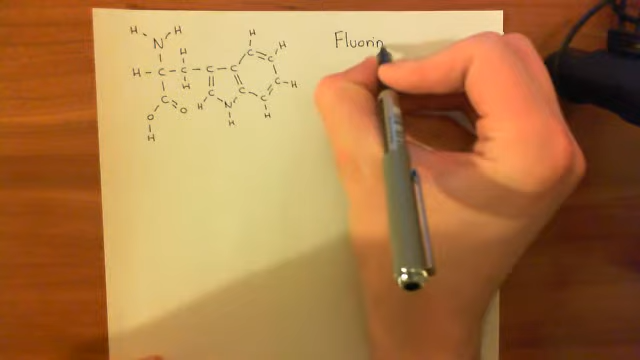 Fluorin
H H
N H H
H C C C C C C H
H C C H
C O H C N C C
O H H
H